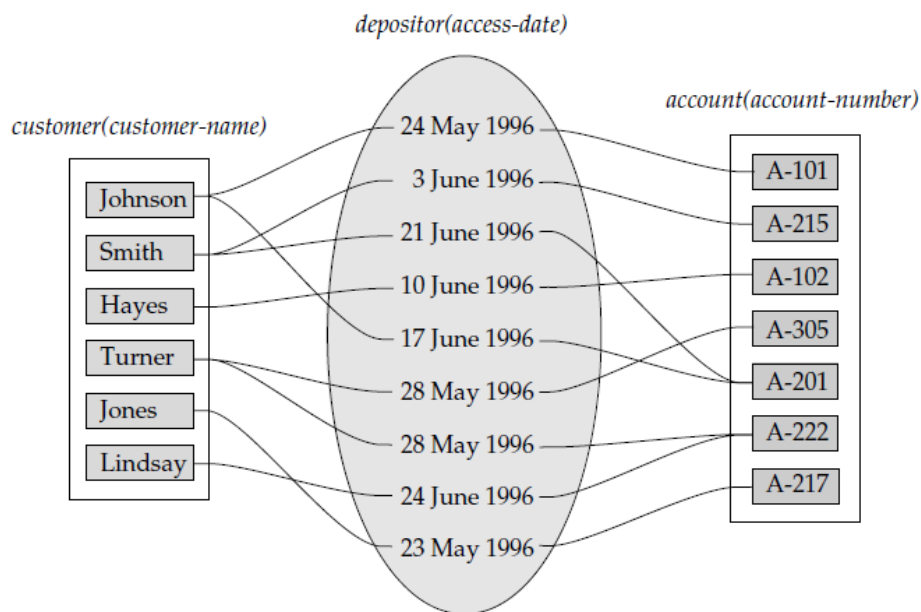 depositor(access-date)
customer(customer-name)
account(account-number)
Johnson
Smith
Hayes
Turner
Jones
Lindsay
24 May 1996
3 June 1996
21 June 1996
10 June 1996
17 June 1996
28 May 1996
28 May 1996
24 June 1996
23 May 1996
A-101
A-215
A-102
A-305
A-201
A-222
A-217